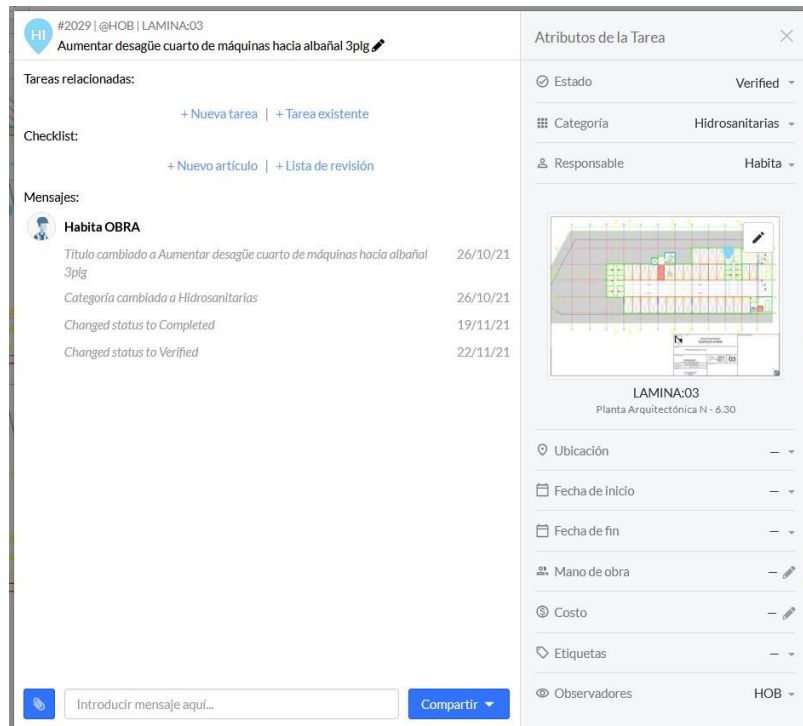 HI
#2029 | @HOB | LAMINA:03
Aumentar desagüe cuarto de máquinas hacia albañal 3plg
Tareas relacionadas:
+ Nueva tarea | + Tarea existente
Checklist:
+ Nuevo artículo | + Lista de revisión
Mensajes:
Habita OBRA
Título cambiado a Aumentar desagüe cuarto de máquinas hacia albañal 26/10/21
3plg
Categoría cambiada a Hidrosanitarias 26/10/21
Changed status to Completed 19/11/21
Changed status to Verified 22/11/21
Introducir mensaje aquí...
Compartir
Atributos de la Tarea
Estado Verified
Categoría Hidrosanitarias
Responsable Habita
03
LAMINA:03
Planta Arquitectónica N - 6.30
Ubicación –
Fecha de inicio –
Fecha de fin –
Mano de obra –
Costo –
Etiquetas –
Observadores HOB